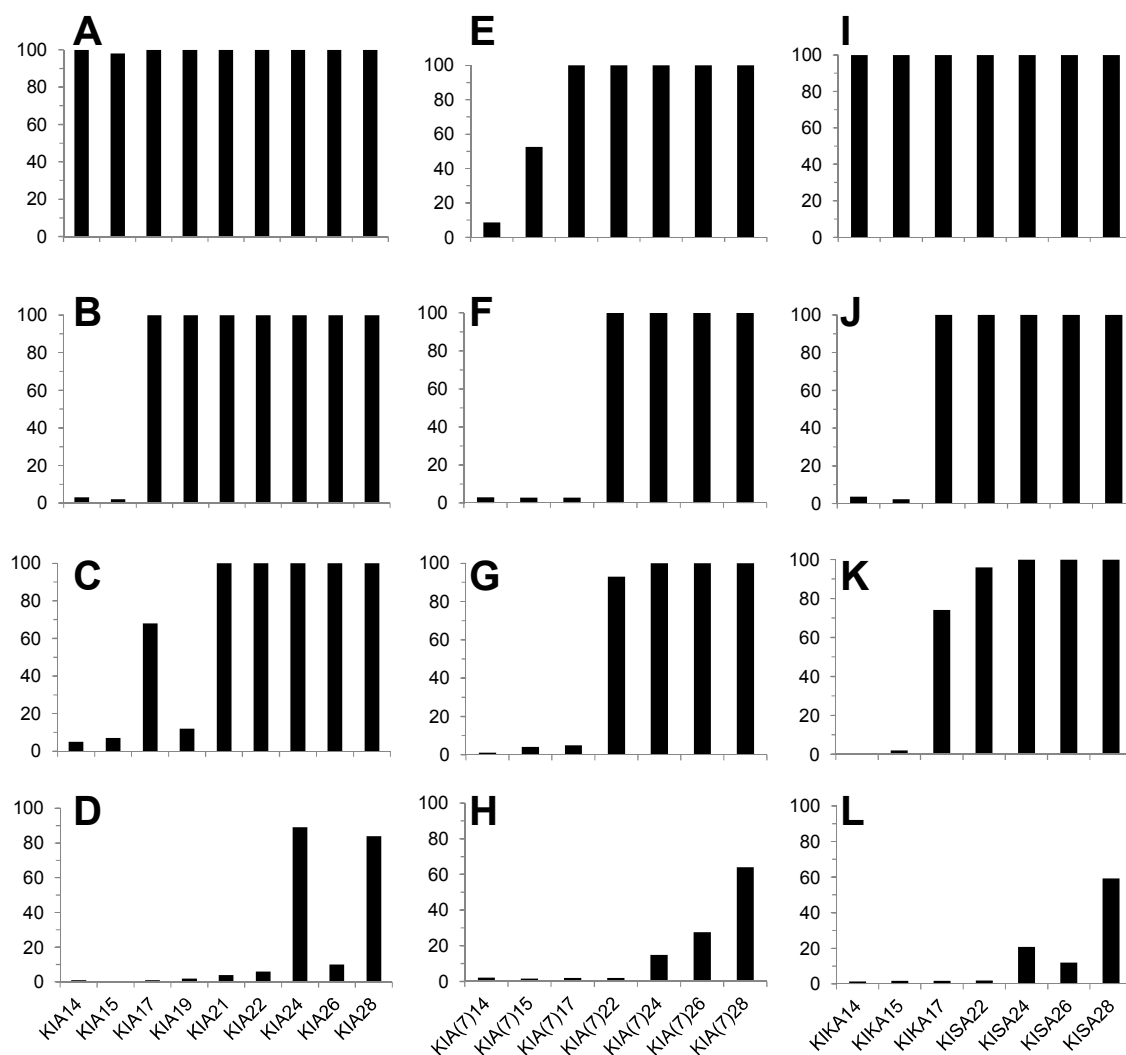 A
100
80
60
40
20
0
E
100
80
60
40
20
0
I
100
80
60
40
20
0
B
100
80
60
40
20
0
F
100
80
60
40
20
0
J
100
80
60
40
20
0
C
100
80
60
40
20
0
G
100
80
60
40
20
0
K
100
80
60
40
20
0
D
100
80
60
40
20
0
KIA14
KIA15
KIA17
KIA19
KIA21
KIA22
KIA24
KIA26
KIA28
H
100
80
60
40
20
0
KIA(7)14
KIA(7)15
KIA(7)17
KIA(7)22
KIA(7)24
KIA(7)26
KIA(7)28
L
100
80
60
40
20
0
KIKA14
KIKA15
KIKA17
KISA22
KISA24
KISA26
KISA28